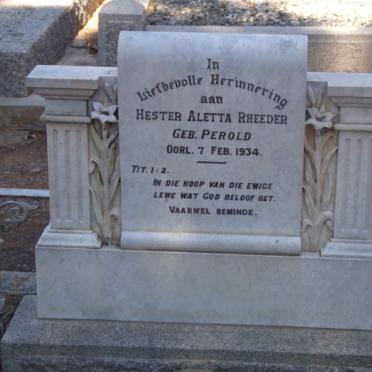 In
Liefdevolle Herinnering
aan
HESTER ALETTA RHEEDER
GEB. PEROLD
OORL. 7 FEB. 1934.
TIT. 1:2.
IN DIE HOOP VAN DIE EWIGE
LEWE WAT GOD BELOOF HET.
VAARWEL BEMINDE.